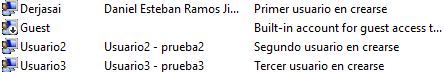 Derjasai Daniel Esteban Ramos Ji... Primer usuario en crearse
Guest Built-in account for guest access t...
Usuario2 Usuario2 - prueba2 Segundo usuario en crearse
Usuario3 Usuario3 - prueba3 Tercer usuario en crearse